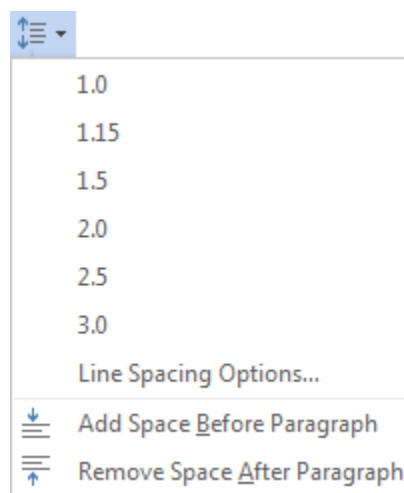 1.0
1.15
1.5
2.0
2.5
3.0
Line Spacing Options...
Add Space Before Paragraph
Remove Space After Paragraph